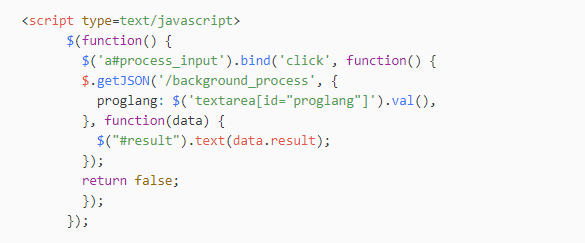 <script type=text/javascript>
$(function() {
$('a#process_input').bind('click', function() {
$.getJSON('/background_process', {
proglang: $('textarea[id="proglang"]').val(),
}, function(data) {
$("#result").text(data.result);
});
return false;
});
});